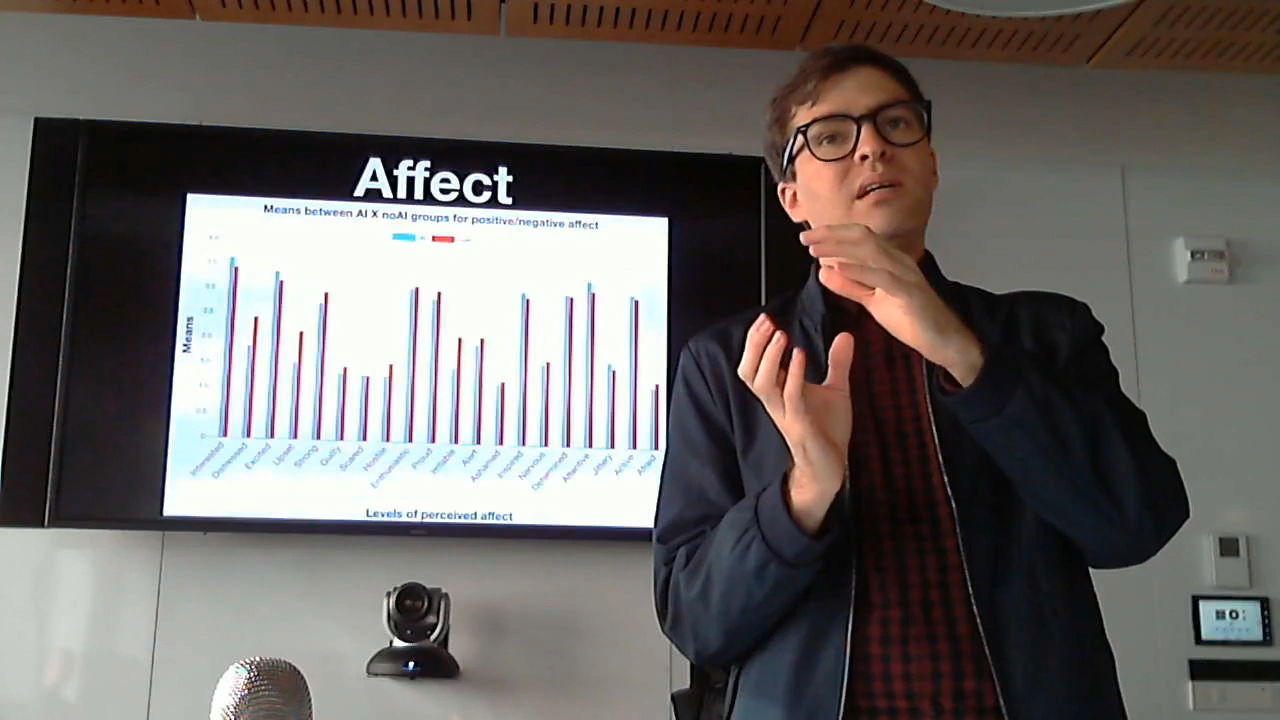 Affect
Means between AI X noAI groups for positive/negative affect
Means
Interested
Distressed
Excited
Upset
Strong
Guilty
Scared
Hostile
Enthusiastic
Proud
Irritable
Alert
Ashamed
Inspired
Nervous
Determined
Attentive
Jittery
Active
Afraid
Levels of perceived affect